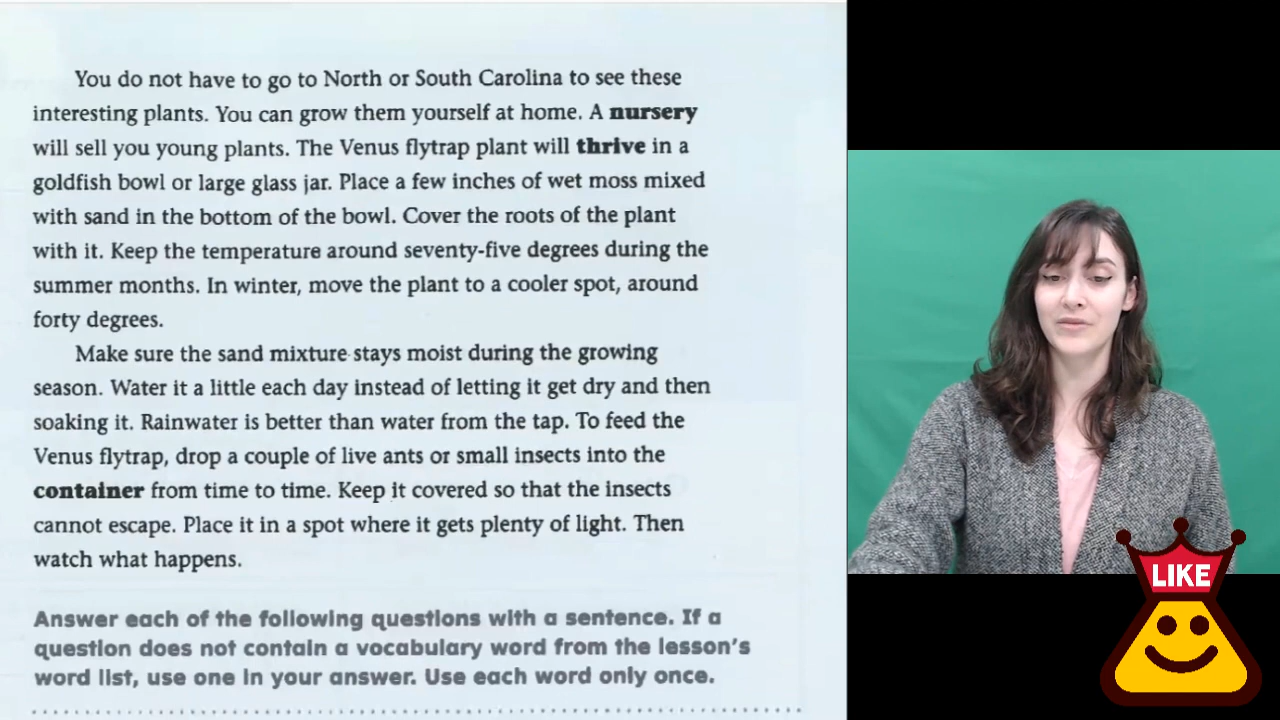 You do not have to go to North or South Carolina to see these
interesting plants. You can grow them yourself at home. A nursery
will sell you young plants. The Venus flytrap plant will thrive in a
goldfish bowl or large glass jar. Place a few inches of wet moss mixed
with sand in the bottom of the bowl. Cover the roots of the plant
with it. Keep the temperature around seventy-five degrees during the
summer months. In winter, move the plant to a cooler spot, around
forty degrees.
Make sure the sand mixture stays moist during the growing
season. Water it a little each day instead of letting it get dry and then
soaking it. Rainwater is better than water from the tap. To feed the
Venus flytrap, drop a couple of live ants or small insects into the
container from time to time. Keep it covered so that the insects
cannot escape. Place it in a spot where it gets plenty of light. Then
watch what happens.
Answer each of the following questions with a sentence. If a
question does not contain a vocabulary word from the lesson's
word list, use one in your answer. Use each word only once.
LIKE